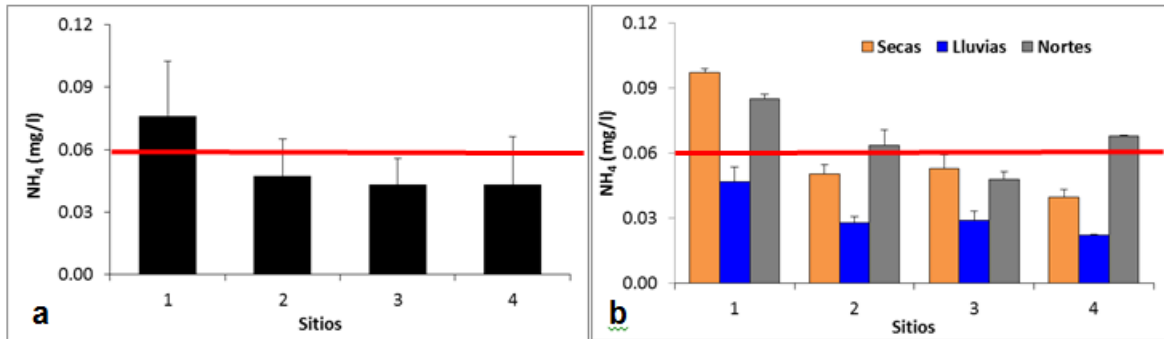 0.12
0.09
0.06
0.03
0.00
NH4 (mg/l)
1 2 3 4
Sitios
a
0.12
0.09
0.06
0.03
0.00
NH4 (mg/l)
Secas Lluvias Nortes
1 2 3 4
Sitios
b